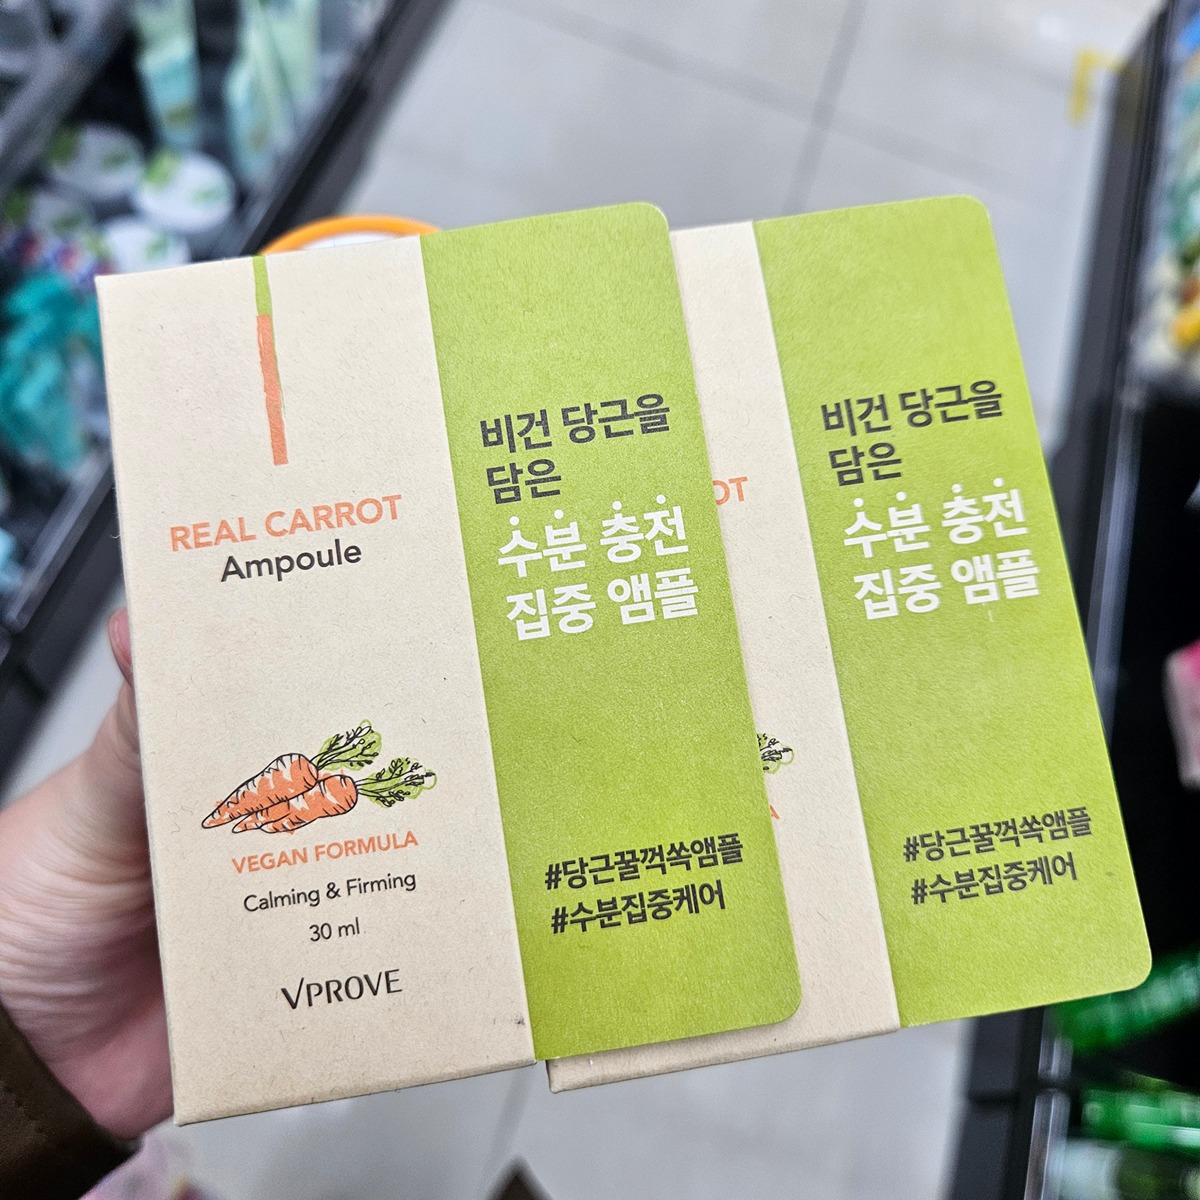 REAL CARROT
Ampoule
VEGAN FORMULA
Calming & Firming
30 ml
VPROVE
비건 당근을
담은
수분 충전
집중 앰플
#당근꿀꺽쏙앰플
#수분집중케어
OT
A
비건 당근을
담은
수분 충전
집중 앰플
#당근꿀꺽쏙앰플
#수분집중케어